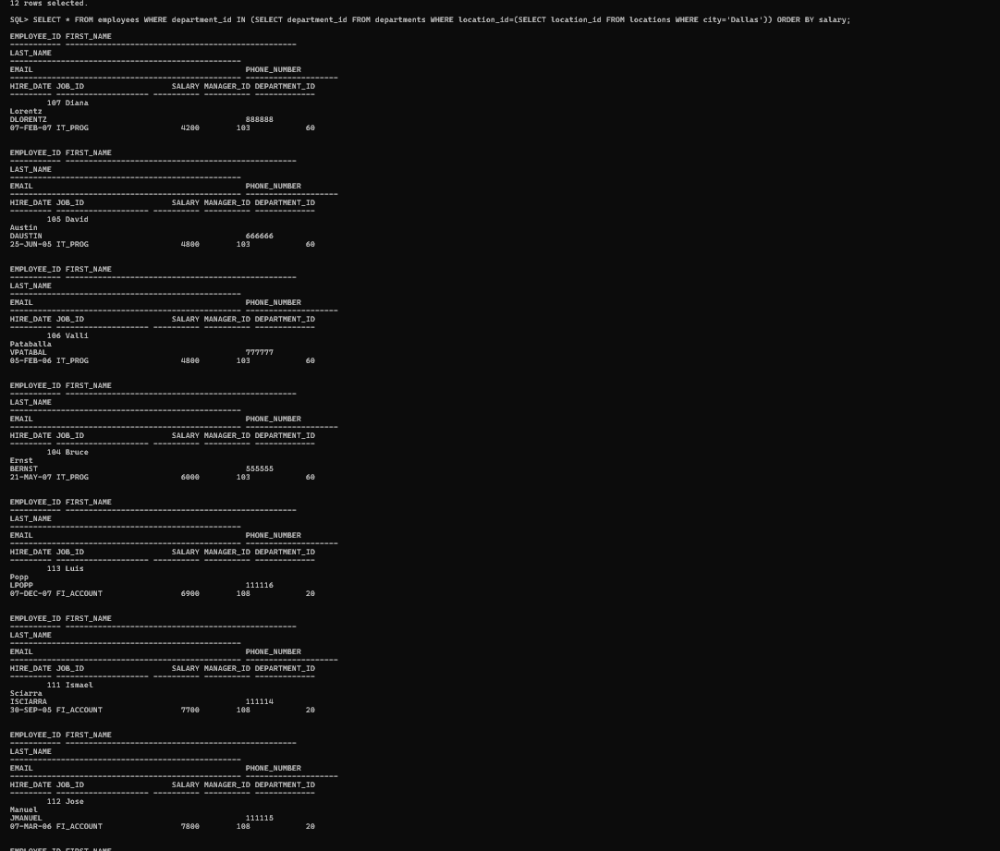 12 rows selected.
SQL> SELECT * FROM employees WHERE department_id IN (SELECT department_id FROM departments WHERE location_id=(SELECT location_id FROM locations WHERE city='Dallas')) ORDER BY salary;
EMPLOYEE_ID FIRST_NAME
LAST_NAME
EMAIL PHONE_NUMBER
HIRE_DATE JOB_ID SALARY MANAGER_ID DEPARTMENT_ID
107 Diana
Lorentz
DLORENTZ 888888
07-FEB-07 IT_PROG 4200 103 60
EMPLOYEE_ID FIRST_NAME
LAST_NAME
EMAIL PHONE_NUMBER
HIRE_DATE JOB_ID SALARY MANAGER_ID DEPARTMENT_ID
105 David
Austin
DAUSTIN 666666
25-JUN-05 IT_PROG 4800 103 60
EMPLOYEE_ID FIRST_NAME
LAST_NAME
EMAIL PHONE_NUMBER
HIRE_DATE JOB_ID SALARY MANAGER_ID DEPARTMENT_ID
106 Valli
Pataballa
VPATABAL 777777
05-FEB-06 IT_PROG 4800 103 60
EMPLOYEE_ID FIRST_NAME
LAST_NAME
EMAIL PHONE_NUMBER
HIRE_DATE JOB_ID SALARY MANAGER_ID DEPARTMENT_ID
104 Bruce
Ernst
BERNST 555555
21-MAY-07 IT_PROG 6000 103 60
EMPLOYEE_ID FIRST_NAME
LAST_NAME
EMAIL PHONE_NUMBER
HIRE_DATE JOB_ID SALARY MANAGER_ID DEPARTMENT_ID
113 Luis
Popp
LPOPP 111116
07-DEC-07 FI_ACCOUNT 6900 108 20
EMPLOYEE_ID FIRST_NAME
LAST_NAME
EMAIL PHONE_NUMBER
HIRE_DATE JOB_ID SALARY MANAGER_ID DEPARTMENT_ID
111 Ismael
Sciarra
ISCIARRA 111114
30-SEP-05 FI_ACCOUNT 7700 108 20
EMPLOYEE_ID FIRST_NAME
LAST_NAME
EMAIL PHONE_NUMBER
HIRE_DATE JOB_ID SALARY MANAGER_ID DEPARTMENT_ID
112 Jose
Manuel
JMANUEL 111115
07-MAR-06 FI_ACCOUNT 7800 108 20
EMPLOYEE_ID FIRST_NAME